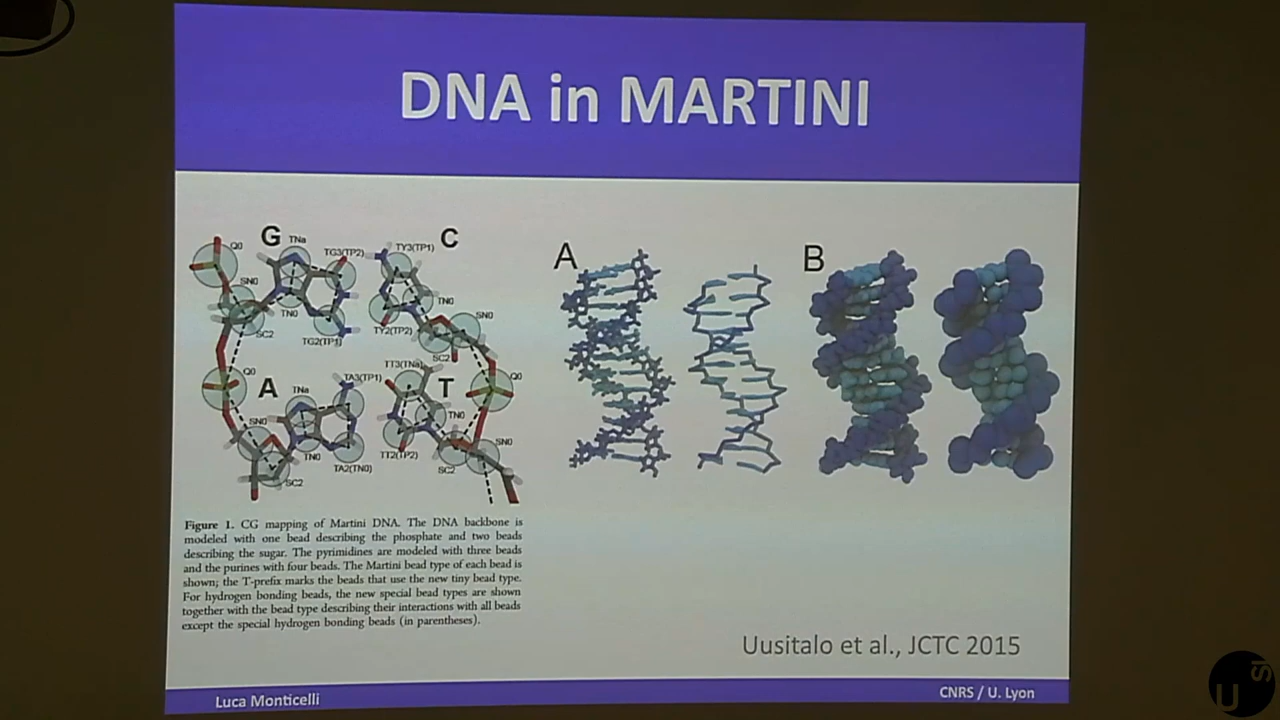 DNA in MARTINI
G
C
A
T
Q0
TNa
TG3(TP2)
TY3(TP1)
SN0
TN0
SC2
TG2(TP1)
TY2(TP2)
TN0
SN0
SC2
Q0
TNa
TA3(TP1)
TT3(TNa)
Q0
SN0
TN0
TA2(TN0)
SC2
TN0
TT2(TP2)
SC2
SN0
A
B
Figure 1. CG mapping of Martini DNA. The DNA backbone is
modeled with one bead describing the phosphate and two beads
describing the sugar. The pyrimidines are modeled with three beads
and the purines with four beads. The Martini bead type of each bead is
shown; the T-prefix marks the beads that use the new tiny bead type.
For hydrogen bonding beads, the new special bead types are shown
together with the bead type describing their interactions with all beads
except the special hydrogen bonding beads (in parentheses).
Uusitalo et al., JCTC 2015
Luca Monticelli
CNRS / U. Lyon
U
SI